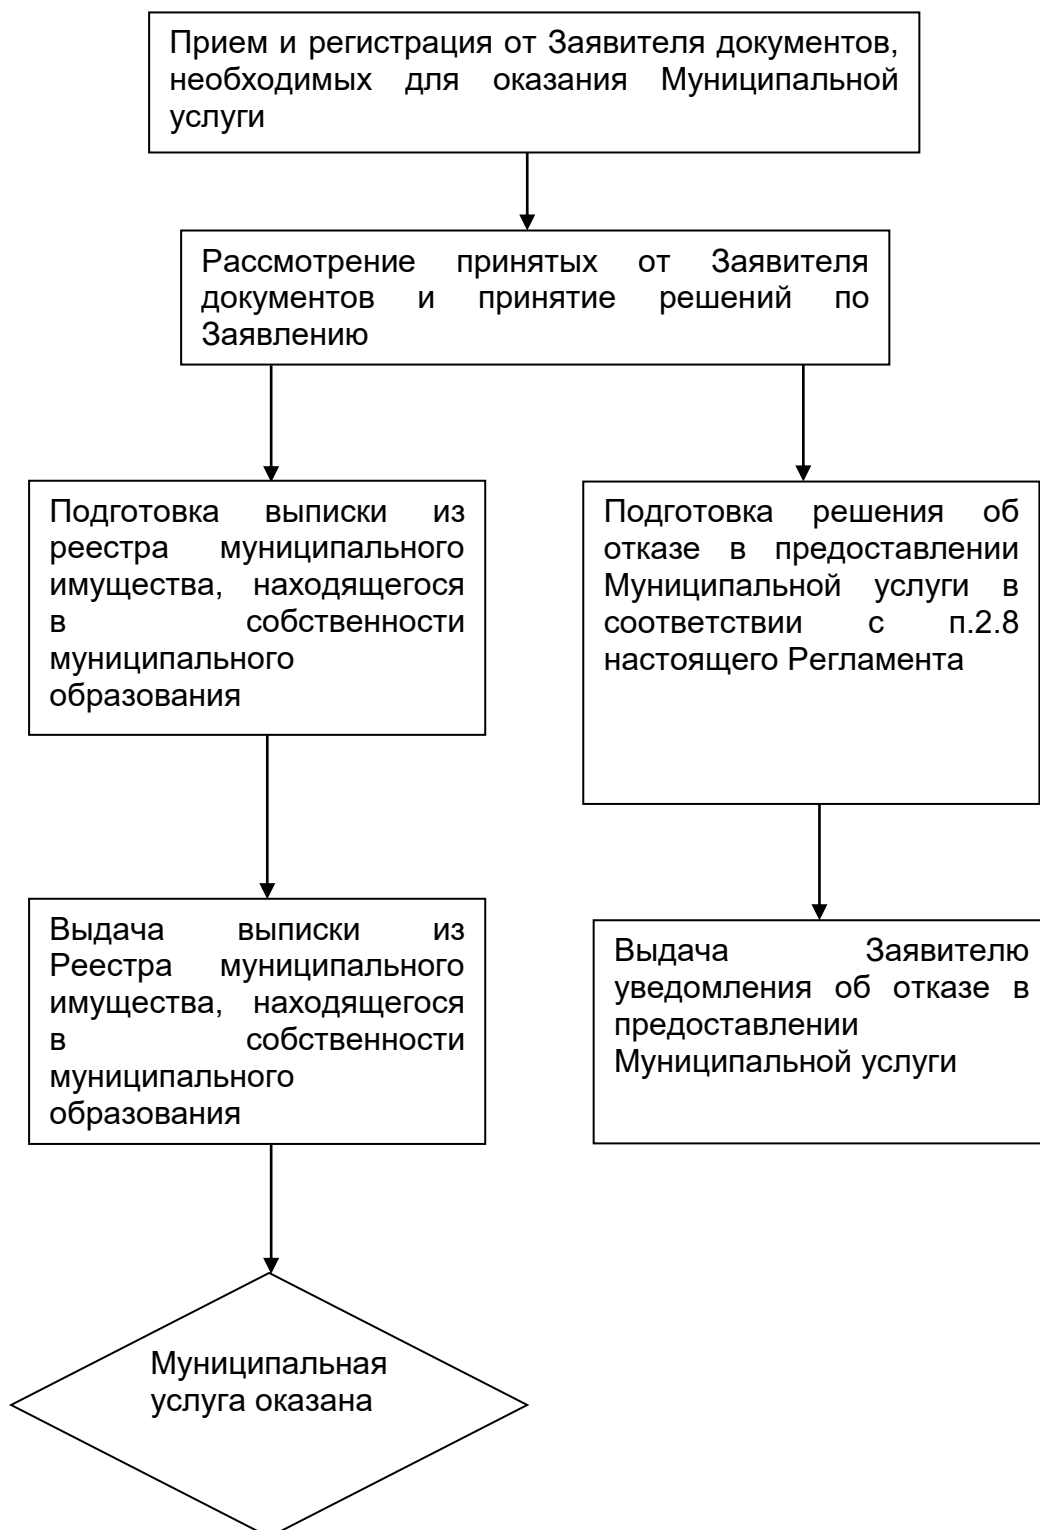 Прием и регистрация от Заявителя документов,
необходимых для оказания Муниципальной
услуги
Рассмотрение принятых от Заявителя
документов и принятие решений по
Заявлению
Подготовка выписки из
реестра муниципального
имущества, находящегося
в собственности
муниципального
образования
Подготовка решения об
отказе в предоставлении
Муниципальной услуги в
соответствии с п.2.8
настоящего Регламента
Выдача выписки из
Реестра муниципального
имущества, находящегося
в собственности
муниципального
образования
Выдача Заявителю
уведомления об отказе в
предоставлении
Муниципальной услуги
Муниципальная
услуга оказана